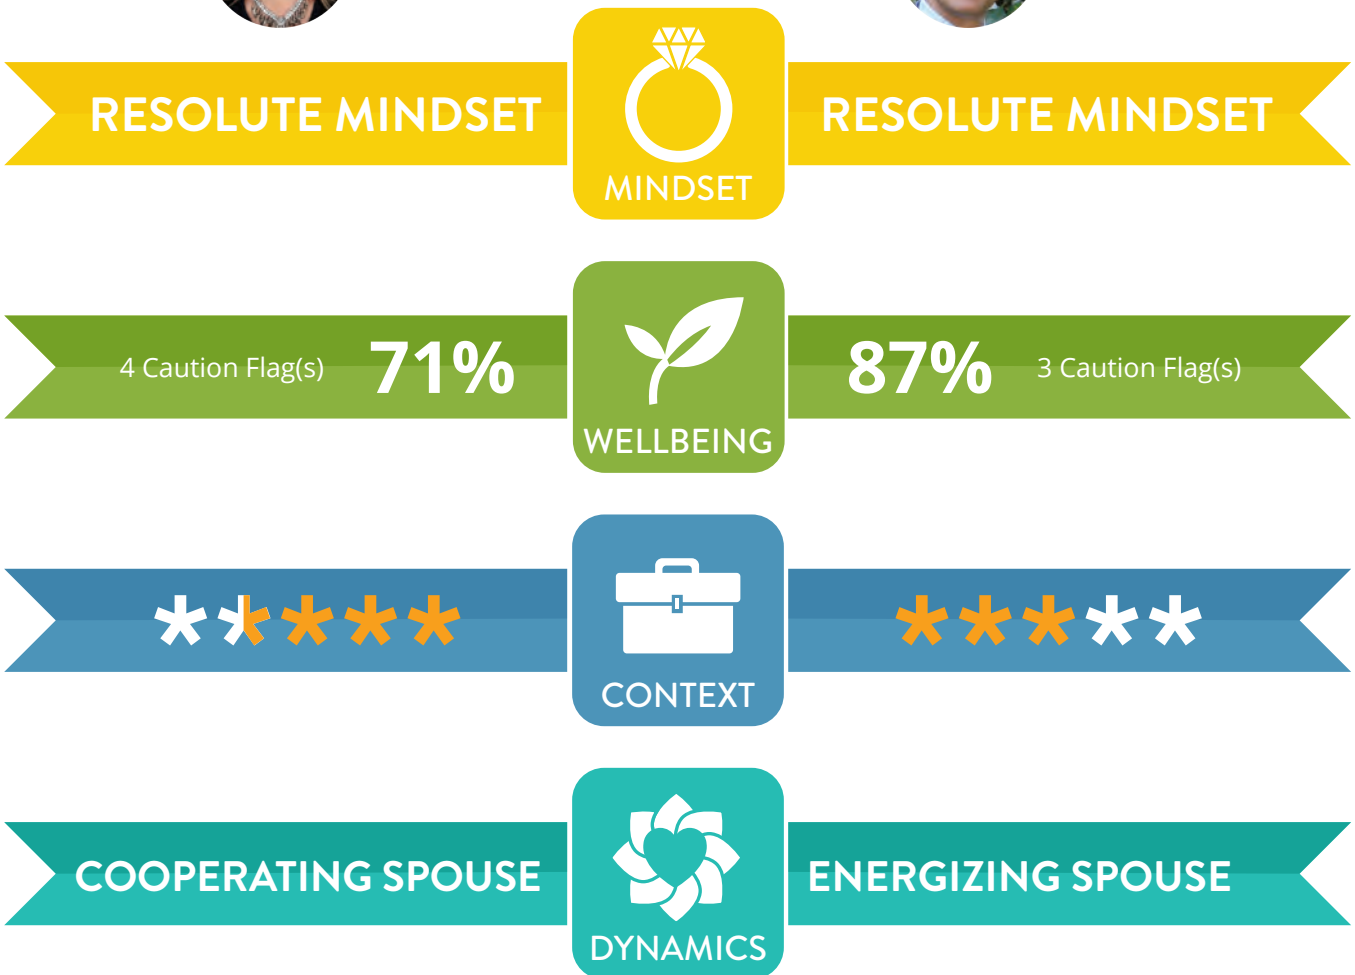 RESOLUTE MINDSET
RESOLUTE MINDSET
MINDSET
4 Caution Flag(s) 71%
87% 3 Caution Flag(s)
WELLBEING
*****
*****
CONTEXT
COOPERATING SPOUSE
ENERGIZING SPOUSE
DYNAMICS